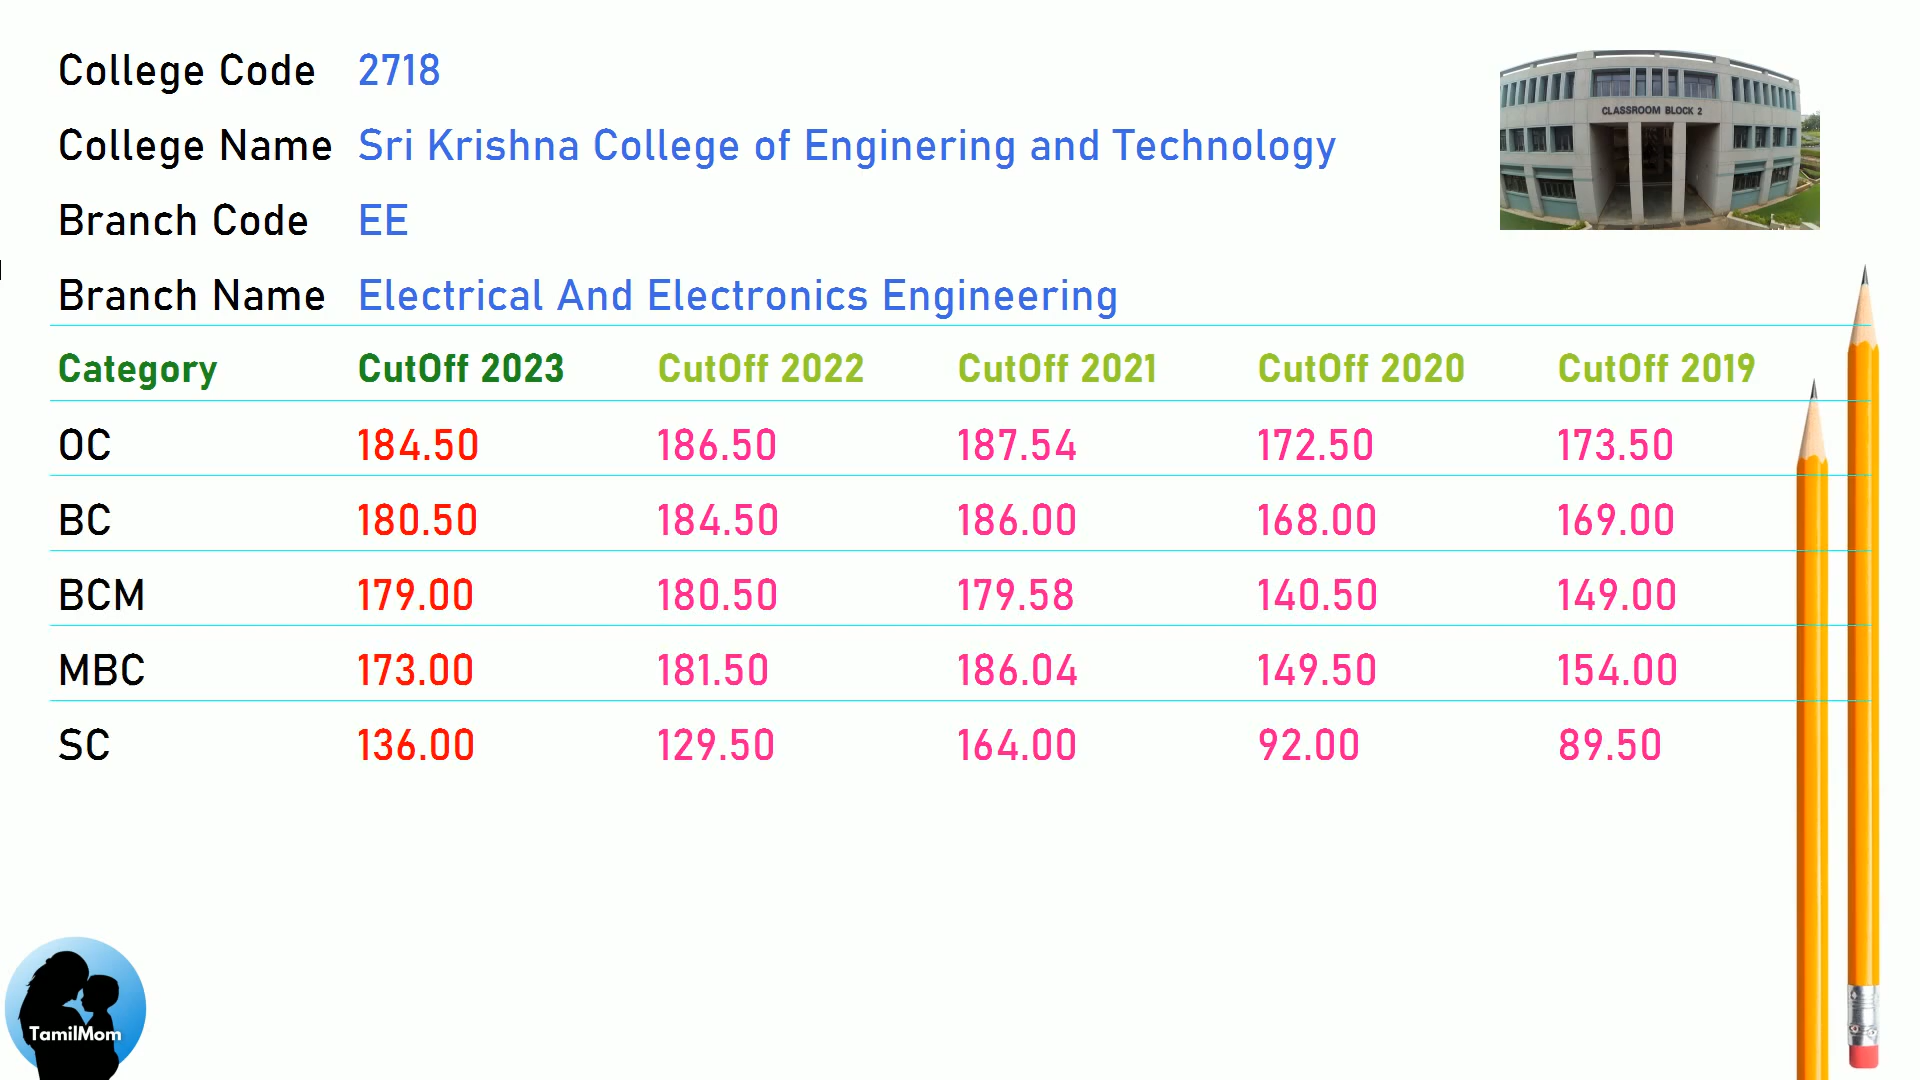 College Code 2718
CLASSROOM BLOCK 2
College Name Sri Krishna College of Enginering and Technology
Branch Code EE
Branch Name Electrical And Electronics Engineering
Category CutOff 2023 CutOff 2022 CutOff 2021 CutOff 2020 CutOff 2019
OC 184.50 186.50 187.54 172.50 173.50
BC 180.50 184.50 186.00 168.00 169.00
BCM 179.00 180.50 179.58 140.50 149.00
MBC 173.00 181.50 186.04 149.50 154.00
SC 136.00 129.50 164.00 92.00 89.50
TamilMom